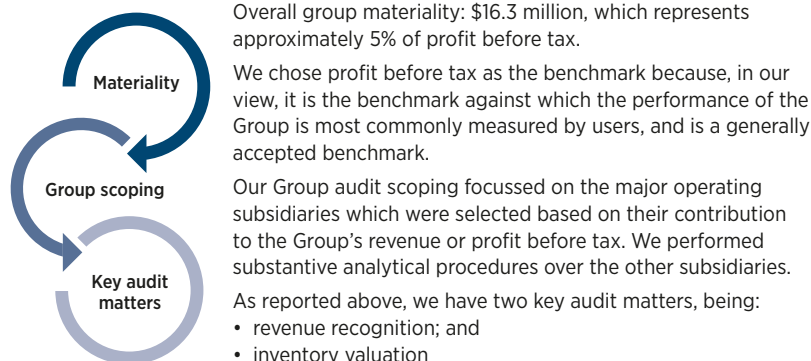 Materiality
Group scoping
Key audit
matters
Overall group materiality: $16.3 million, which represents
approximately 5% of profit before tax.
We chose profit before tax as the benchmark because, in our
view, it is the benchmark against which the performance of the
Group is most commonly measured by users, and is a generally
accepted benchmark.
Our Group audit scoping focussed on the major operating
subsidiaries which were selected based on their contribution
to the Group's revenue or profit before tax. We performed
substantive analytical procedures over the other subsidiaries.
As reported above, we have two key audit matters, being:
• revenue recognition; and
• inventory valuation